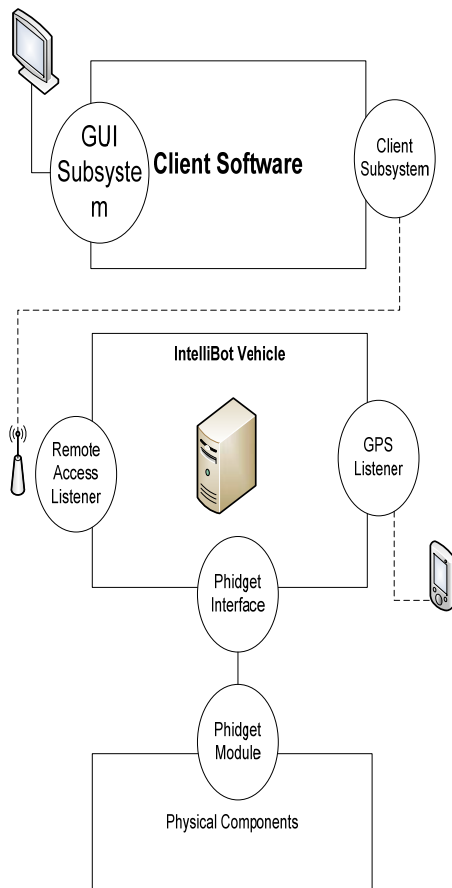 GUI
Subsyste
m
Client Software
Client
Subsystem
IntelliBot Vehicle
Remote
Access
Listener
GPS
Listener
Phidget
Interface
Phidget
Module
Physical Components